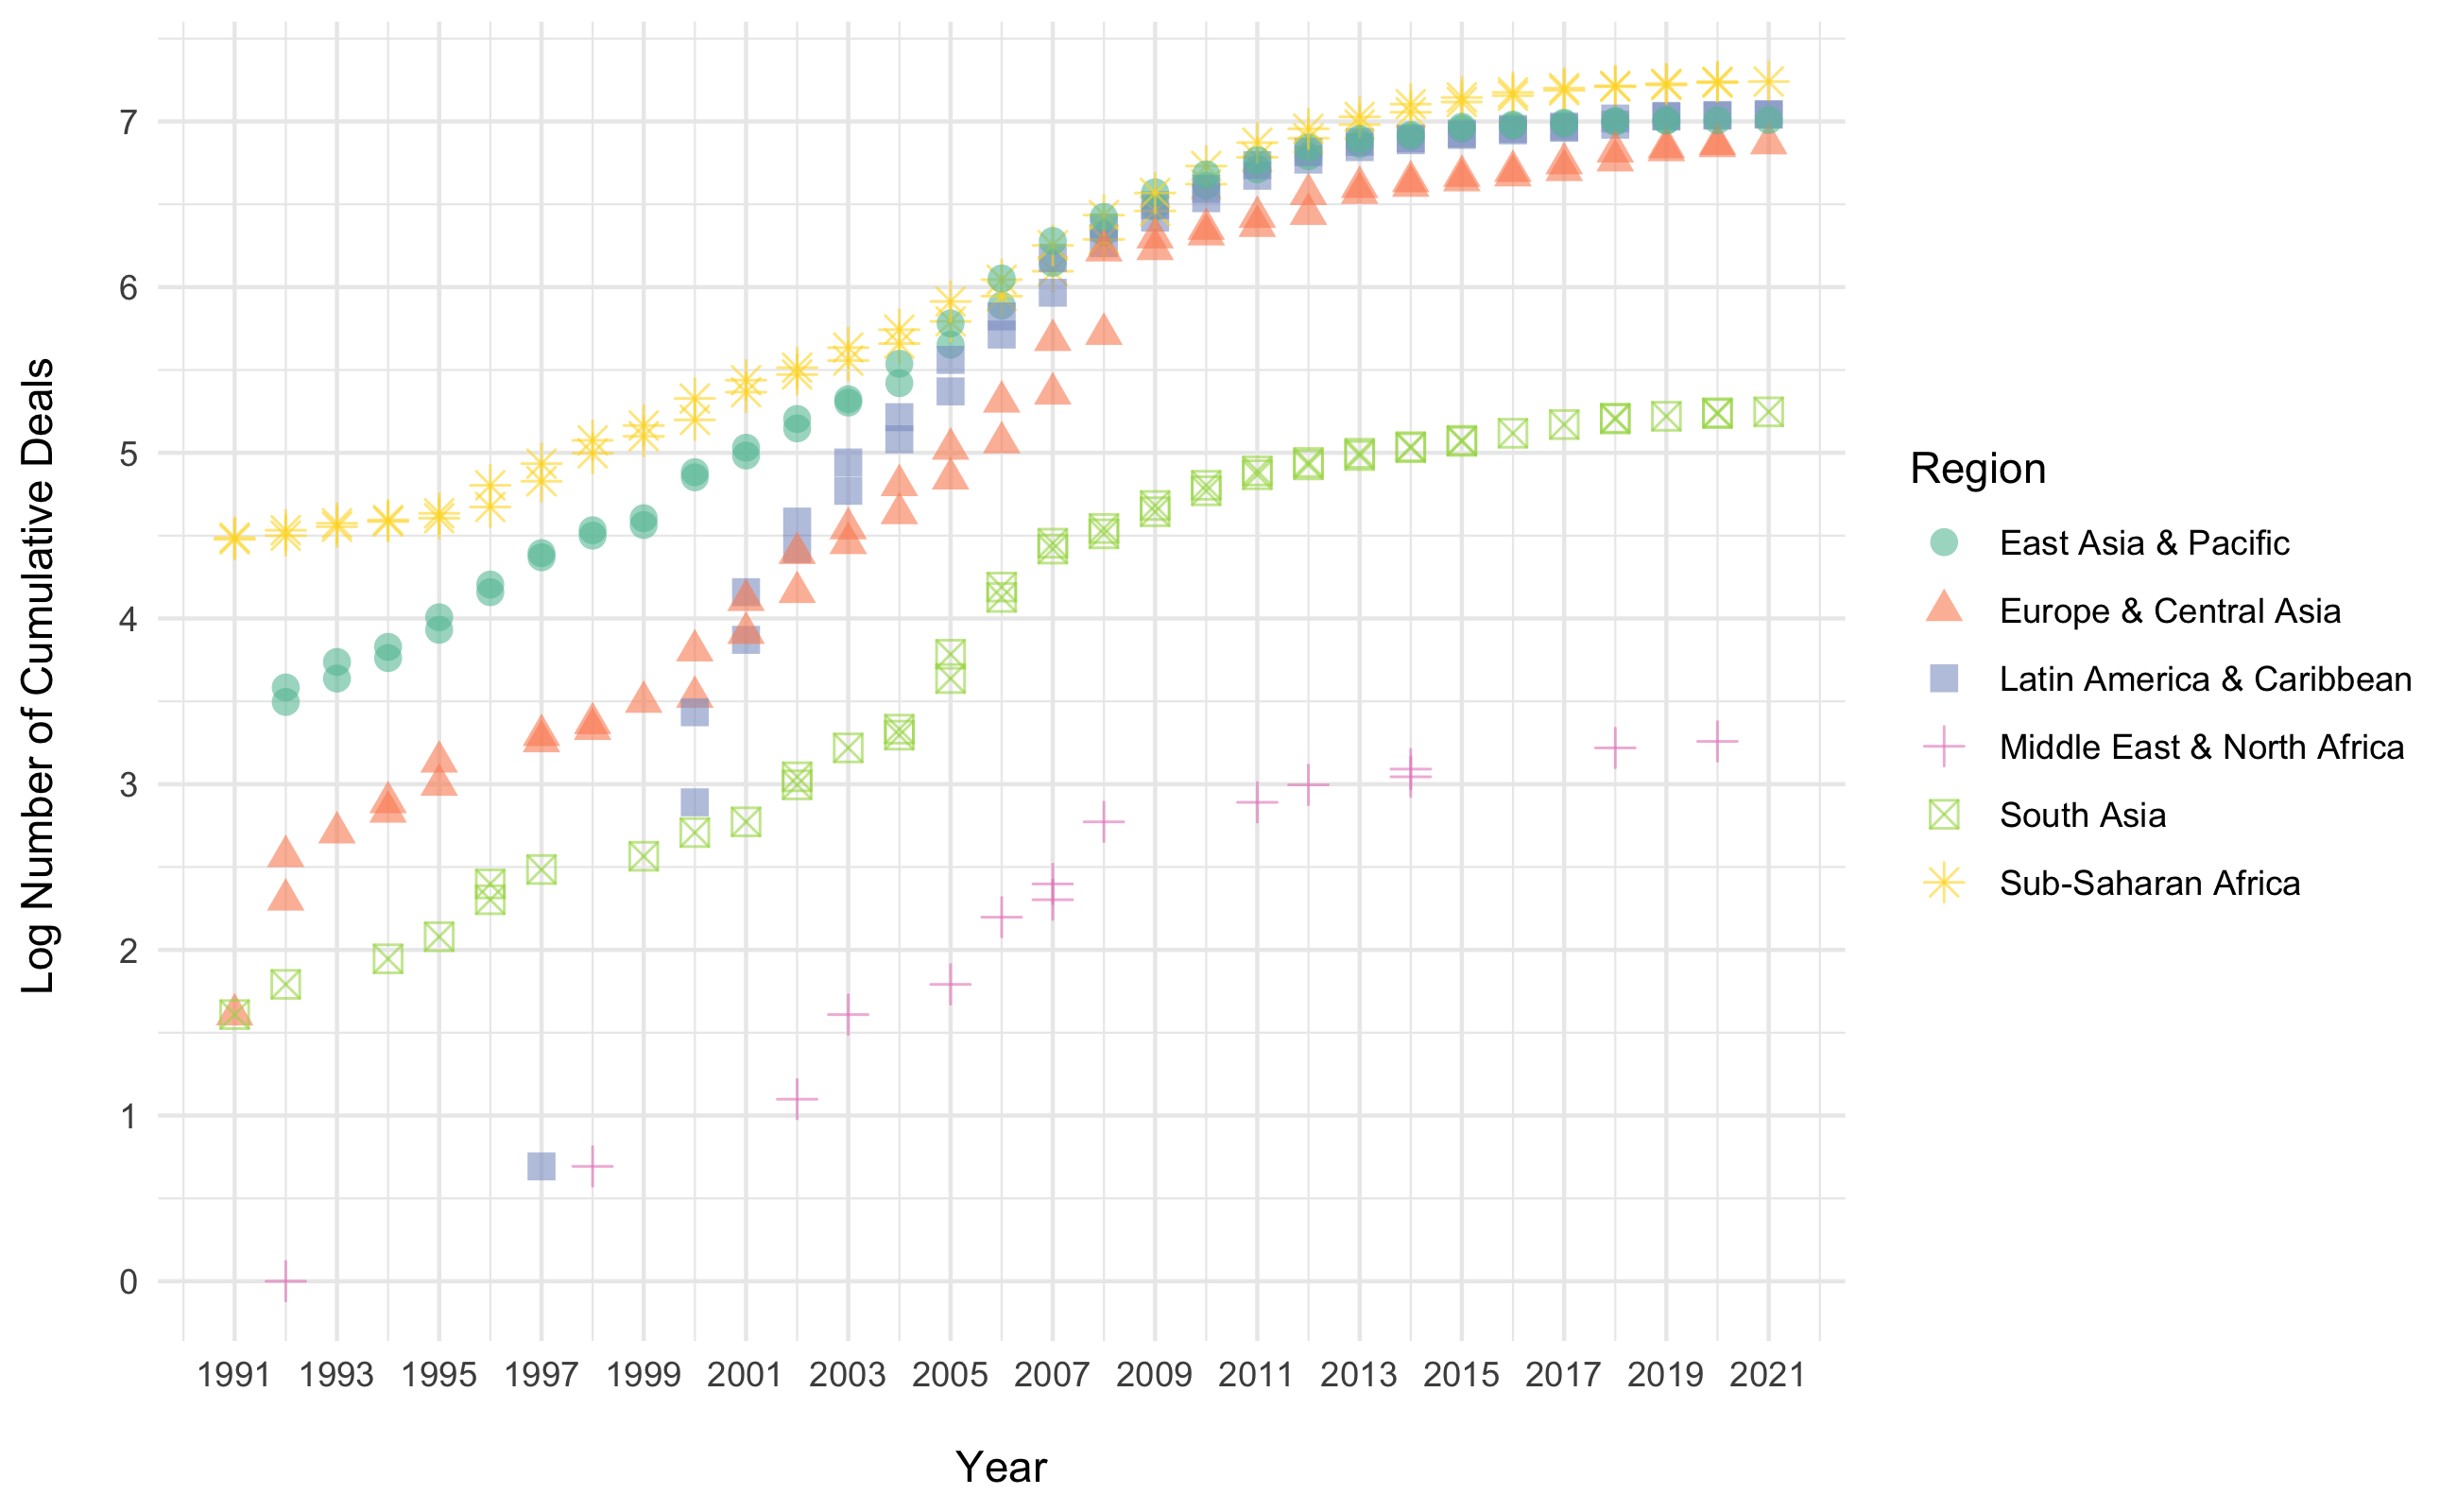 Log Number of Cumulative Deals
7
6
5
4
3
2
1
0
1991 1993 1995 1997 1999 2001 2003 2005 2007 2009 2011 2013 2015 2017 2019 2021
Year
Region
East Asia & Pacific
Europe & Central Asia
Latin America & Caribbean
Middle East & North Africa
South Asia
Sub-Saharan Africa